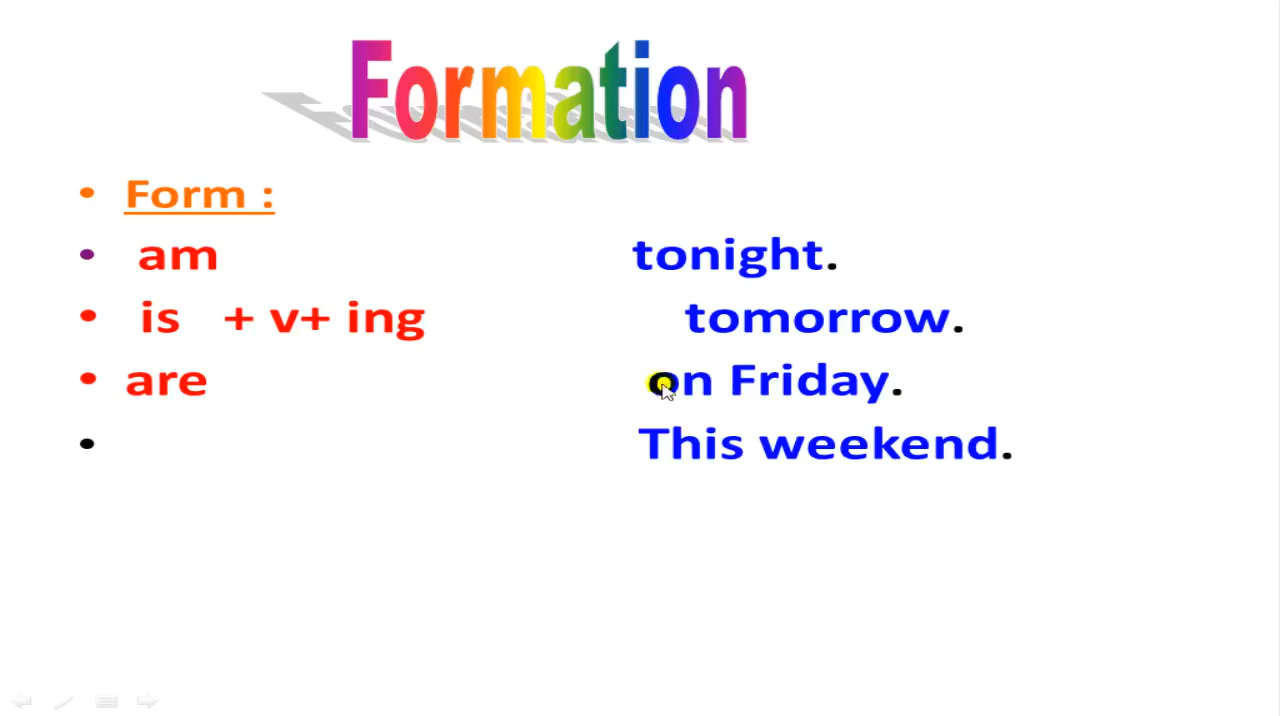 Formation
• Form :
• am tonight.
• is + v+ ing tomorrow.
• are on Friday.
• This weekend.